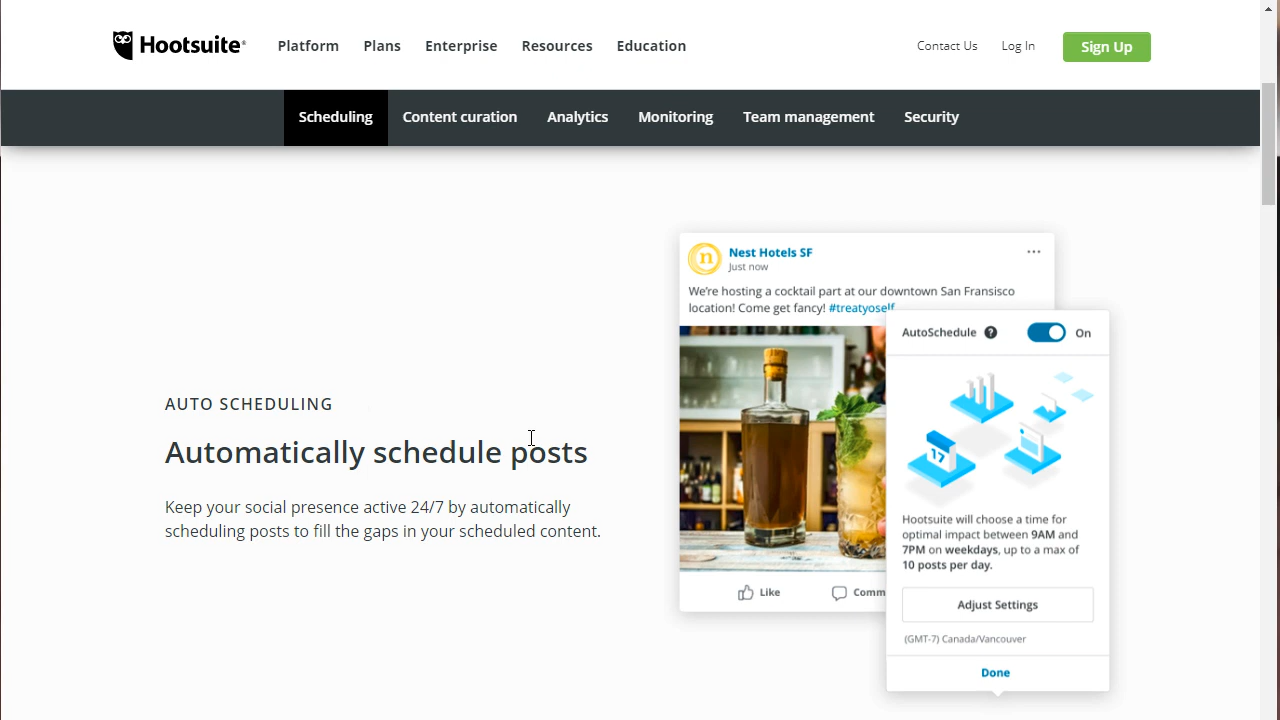 Hootsuite®
Platform
Plans
Enterprise
Resources
Education
Contact Us
Log In
Sign Up
Scheduling
Content curation
Analytics
Monitoring
Team management
Security
AUTO SCHEDULING
Automatically schedule posts
Keep your social presence active 24/7 by automatically
scheduling posts to fill the gaps in your scheduled content.
n
Nest Hotels SF
Just now
We're hosting a cocktail part at our downtown San Fransisco
location! Come get fancy! #treatyoself
Like
Comm
AutoSchedule ?
On
17
Hootsuite will choose a time for
optimal impact between 9AM and
7PM on weekdays, up to a max of
10 posts per day.
Adjust Settings
(GMT-7) Canada/Vancouver
Done